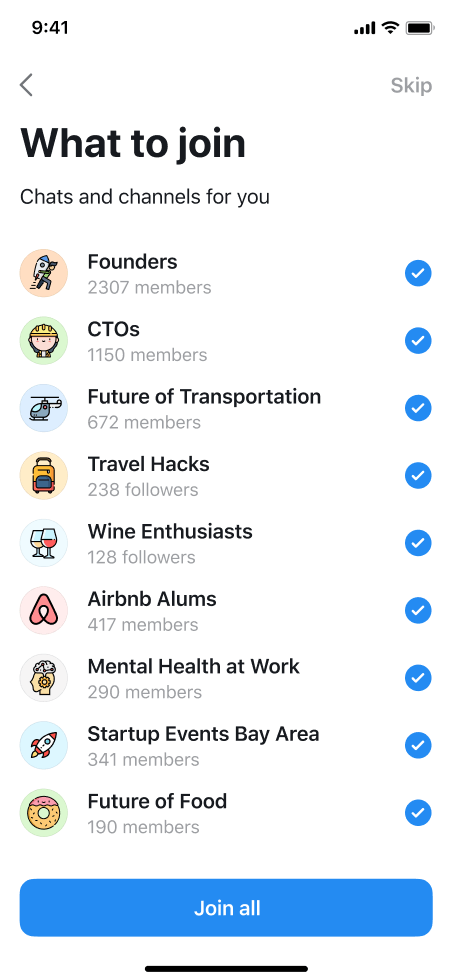 9:41
Skip
What to join
Chats and channels for you
Founders
2307 members
CTOs
1150 members
Future of Transportation
672 members
Travel Hacks
238 followers
Wine Enthusiasts
128 followers
Airbnb Alums
417 members
Mental Health at Work
290 members
Startup Events Bay Area
341 members
Future of Food
190 members
Join all